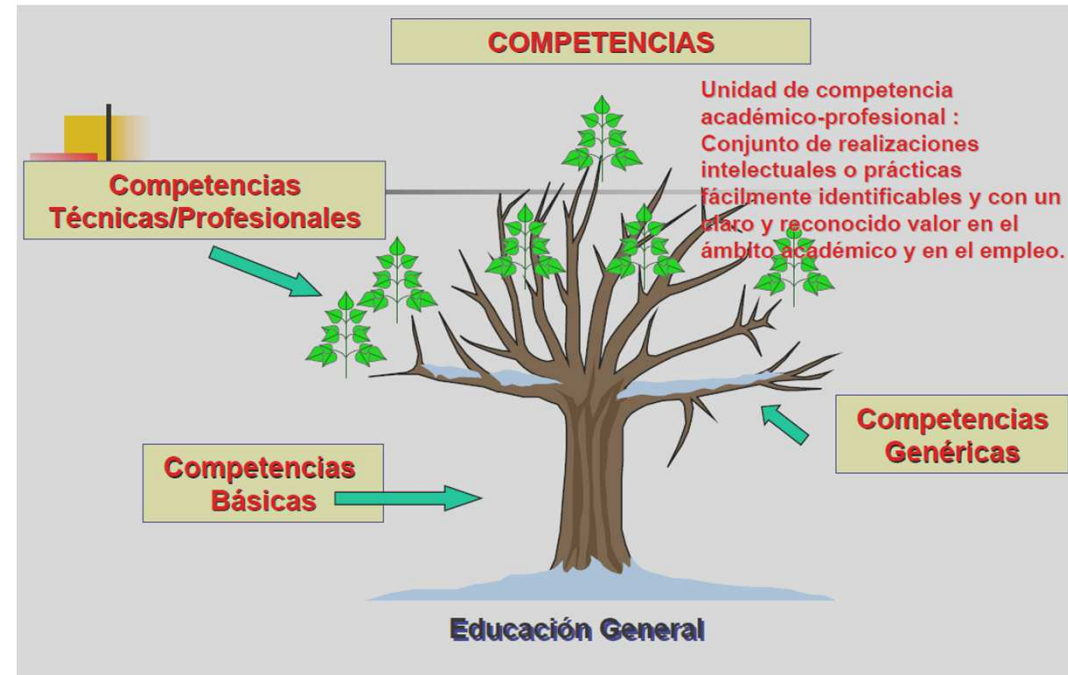 COMPETENCIAS
Unidad de competencia
académico-profesional :
Conjunto de realizaciones
intelectuales o prácticas
fácilmente identificables y con un
claro y reconocido valor en el
ámbito académico y en el empleo.
Competencias
Técnicas/Profesionales
Competencias
Genéricas
Competencias
Básicas
Educación General